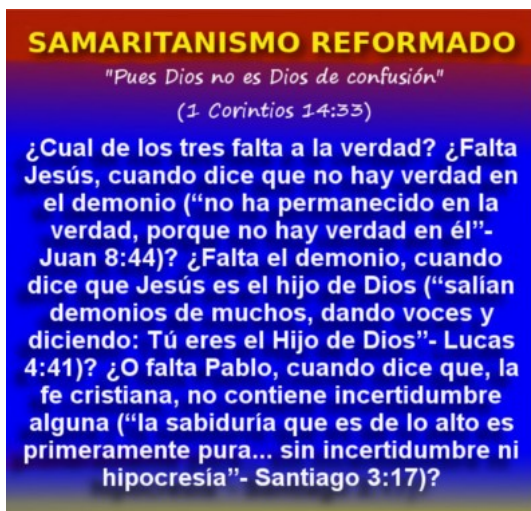 SAMARITANISMO REFORMADO
"Pues Dios no es Dios de confusión"
(1 Corintios 14:33)
¿Cual de los tres falta a la verdad? ¿Falta
Jesús, cuando dice que no hay verdad en
el demonio (“no ha permanecido en la
verdad, porque no hay verdad en él”-
Juan 8:44)? ¿Falta el demonio, cuando
dice que Jesús es el hijo de Dios (“salían
demonios de muchos, dando voces y
diciendo: Tú eres el Hijo de Dios”- Lucas
4:41)? ¿O falta Pablo, cuando dice que, la
fe cristiana, no contiene incertidumbre
alguna (“la sabiduría que es de lo alto es
primeramente pura... sin incertidumbre ni
hipocresía”- Santiago 3:17)?